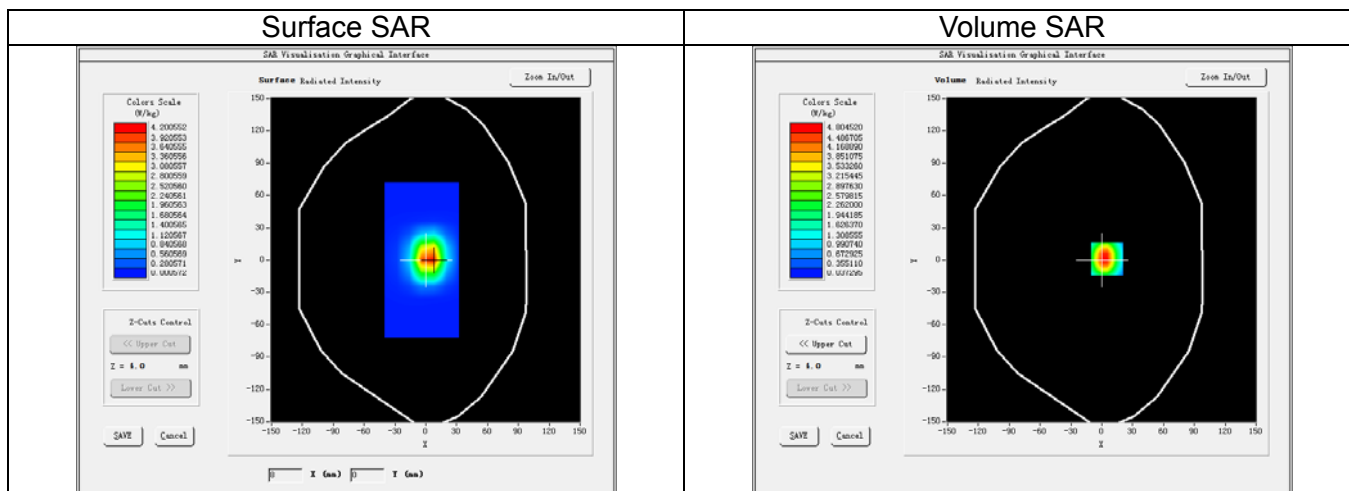 Surface SAR
SAR Visualisation Graphical Interface
Surface Radiated Intensity
Zoom In/Out
Colors Scale
(W/kg)
4.200552
3.920553
3.640555
3.360556
3.080557
2.800559
2.520560
2.240561
1.960563
1.680564
1.400565
1.120567
0.840568
0.560569
0.280571
0.000572
150
120
90
60
30
0
-30
-60
-90
-120
-150
Y
-150 -120 -90 -60 -30 0 30 60 90 120 150
X
Z-Cuts Control
<< Upper Cut
Z = 4.0 mm
Lower Cut >>
SAVE Cancel
8 X (mm) 0 Y (mm)
Volume SAR
SAR Visualisation Graphical Interface
Volume Radiated Intensity
Zoom In/Out
Colors Scale
(W/kg)
4.804520
4.486705
4.168890
3.851075
3.533260
3.215445
2.897630
2.579815
2.262000
1.944185
1.626370
1.308555
0.990740
0.672925
0.355110
0.037295
150
120
90
60
30
0
-30
-60
-90
-120
-150
Y
-150 -120 -90 -60 -30 0 30 60 90 120 150
X
Z-Cuts Control
<< Upper Cut
Z = 4.0 mm
Lower Cut >>
SAVE Cancel